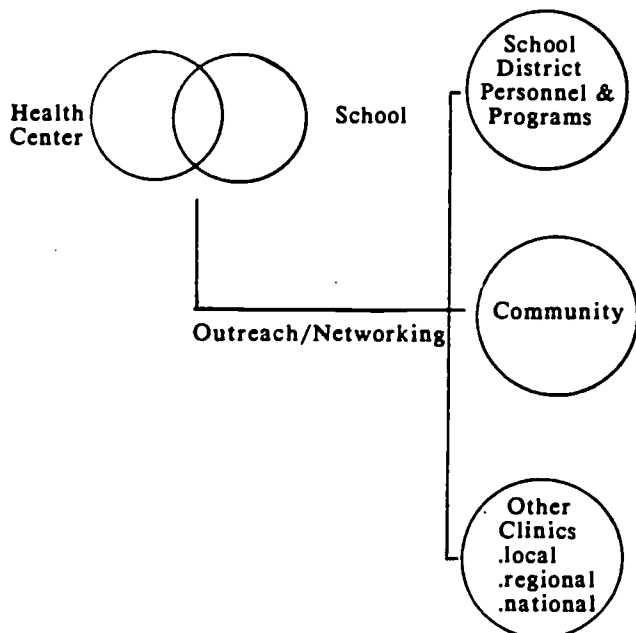 Health
Center
School
School
District
Personnel &
Programs
Outreach/Networking
Community
Other
Clinics
.local
.regional
.national